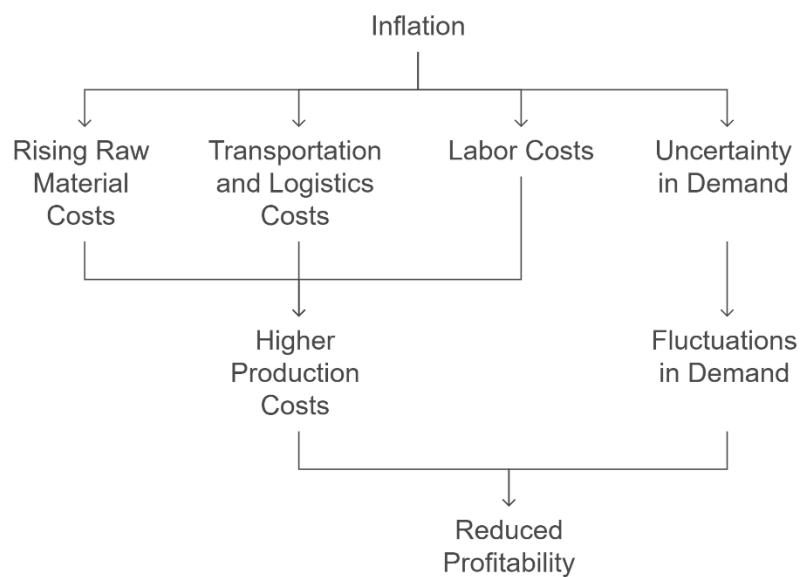 Inflation
Rising Raw
Material
Costs
Transportation
and Logistics
Costs
Labor Costs
Uncertainty
in Demand
Higher
Production
Costs
Fluctuations
in Demand
Reduced
Profitability